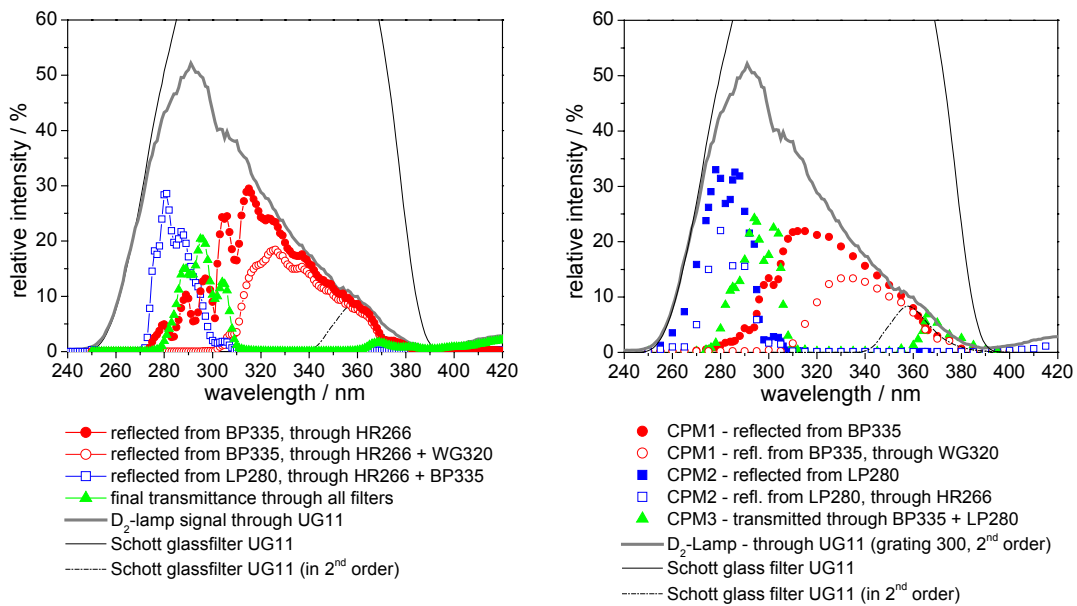 60
50
40
30
20
10
0
relative intensity / %
240 260 280 300 320 340 360 380 400 420
wavelength / nm
reflected from BP335, through HR266
reflected from BP335, through HR266 + WG320
reflected from LP280, through HR266 + BP335
final transmittance through all filters
D2-lamp signal through UG11
Schott glassfilter UG11
Schott glassfilter UG11 (in 2nd order)
60
50
40
30
20
10
0
relative intensity / %
240 260 280 300 320 340 360 380 400 420
wavelength / nm
CPM1 - reflected from BP335
CPM1 - refl. from BP335, through WG320
CPM2 - reflected from LP280
CPM2 - refl. from LP280, through HR266
CPM3 - transmitted through BP335 + LP280
D2-Lamp - through UG11 (grating 300, 2nd order)
Schott glass filter UG11
Schott glass filter UG11 (in 2nd order)